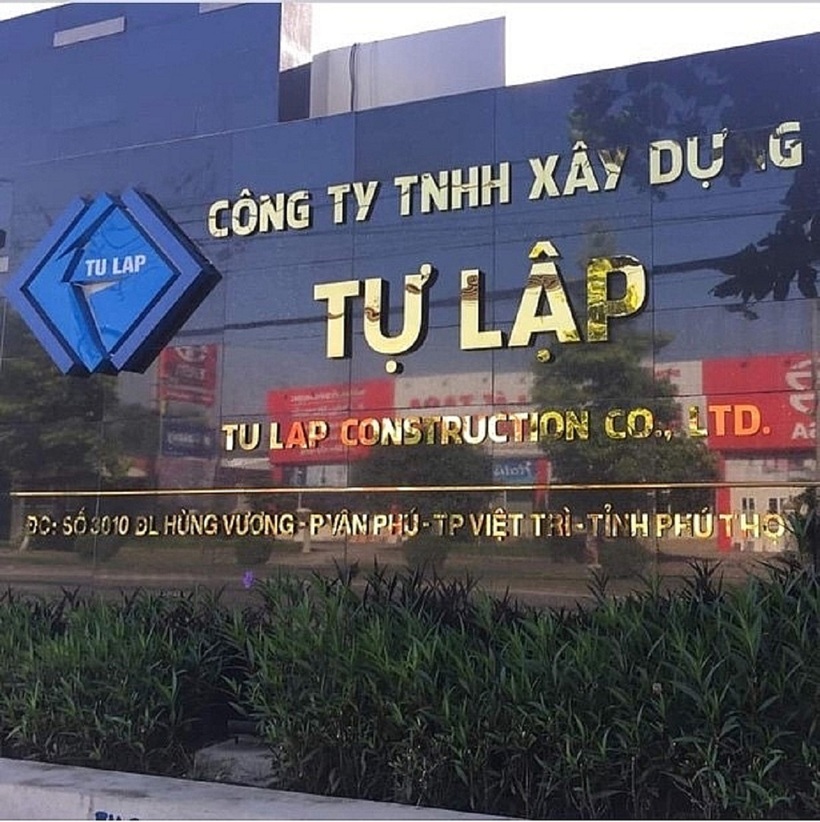 CÔNG TY TNHH XÂY DỰNG
TU LAP
TỰ LẬP
TU LAP CONSTRUCTION CO., LTD.
ĐC: SỐ 3010 ĐL HÙNG VƯƠNG - P.VÂN PHÚ - TP VIỆT TRÌ - TỈNH PHÚ THỌ